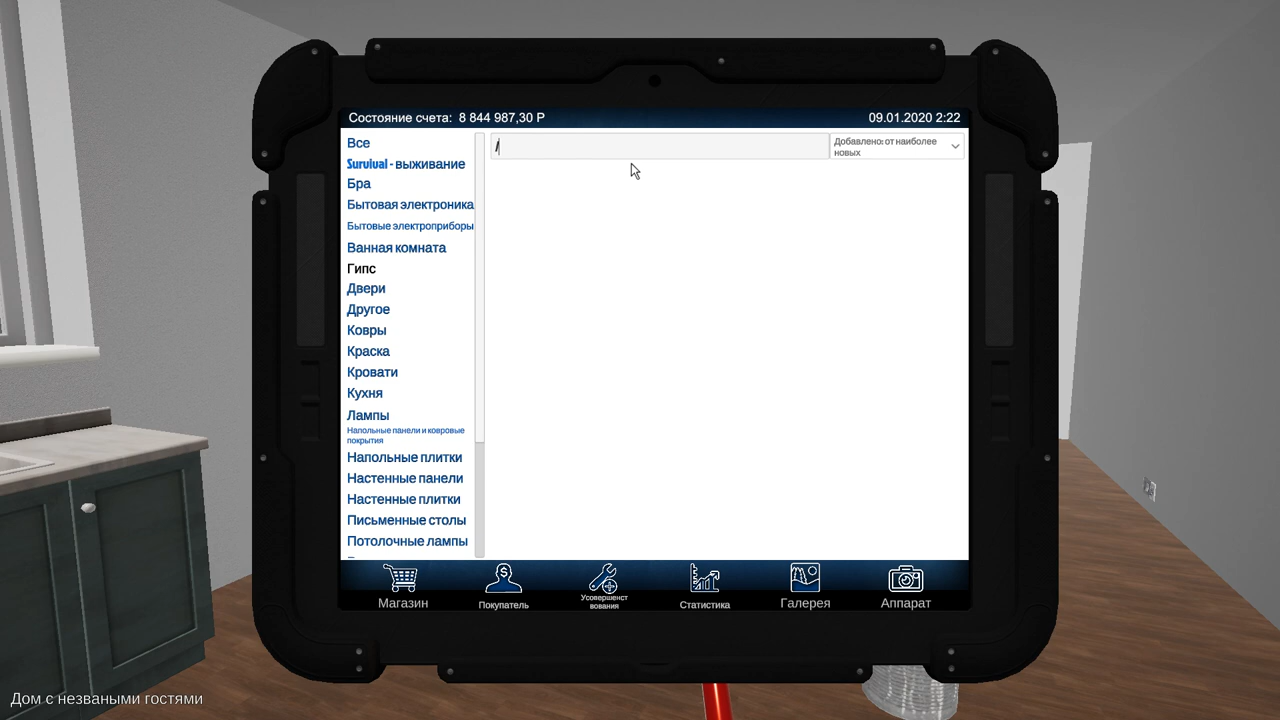 Состояние счета: 8 844 987,30 Р
09.01.2020 2:22
Все
Survival - выживание
Бра
Бытовая электроника
Бытовые электроприборы
Ванная комната
Гипс
Двери
Другое
Ковры
Краска
Кровати
Кухня
Лампы
Напольные панели и ковровые
покрытия
Напольные плитки
Настенные панели
Настенные плитки
Письменные столы
Потолочные лампы
/
Добавлено: от наиболее
новых
Магазин
Покупатель
Усовершенст
вования
Статистика
Галерея
Аппарат
Дом с незваными гостями